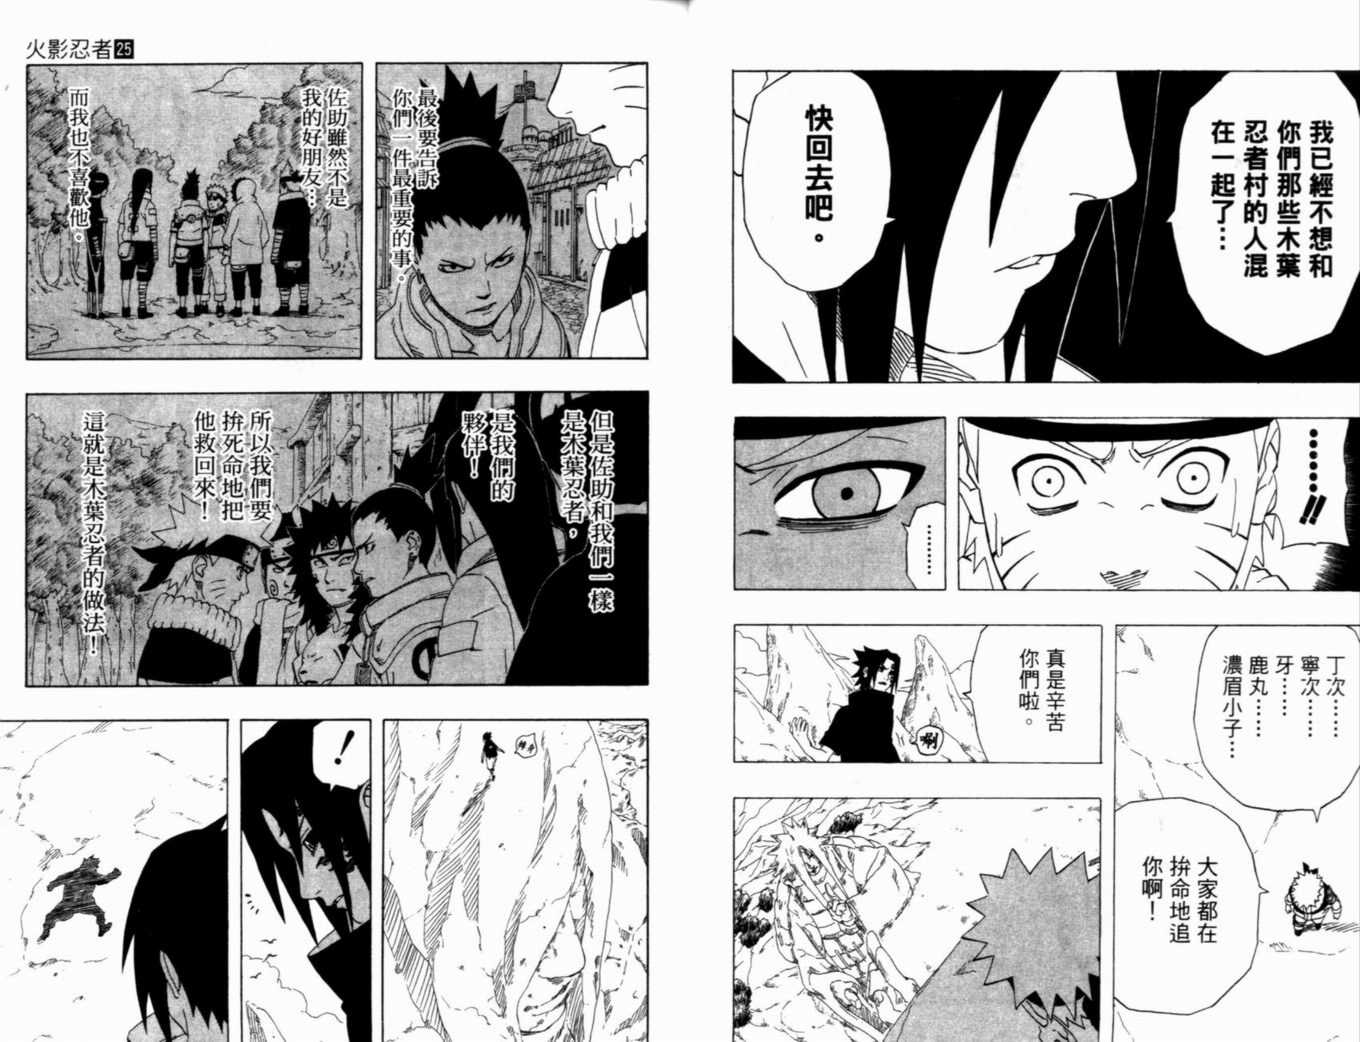 我已經不想和
你們那些木葉
忍者村的人混
在一起了…
快回去吧。
……!!
………
丁次……
寧次……
牙……
鹿丸……
濃眉小子…
大家都在
拚命地追
你啊！
真是辛苦
你們啦。
唰
火影忍者25
最後要告訴
你們一件最重要的事。
佐助雖然不是
我的好朋友…
而我也不喜歡他。
但是佐助和我們一樣
是木葉忍者，
是我們的
夥伴！
所以我們要
拚死命地把
他救回來！
這就是木葉忍者的做法！
！